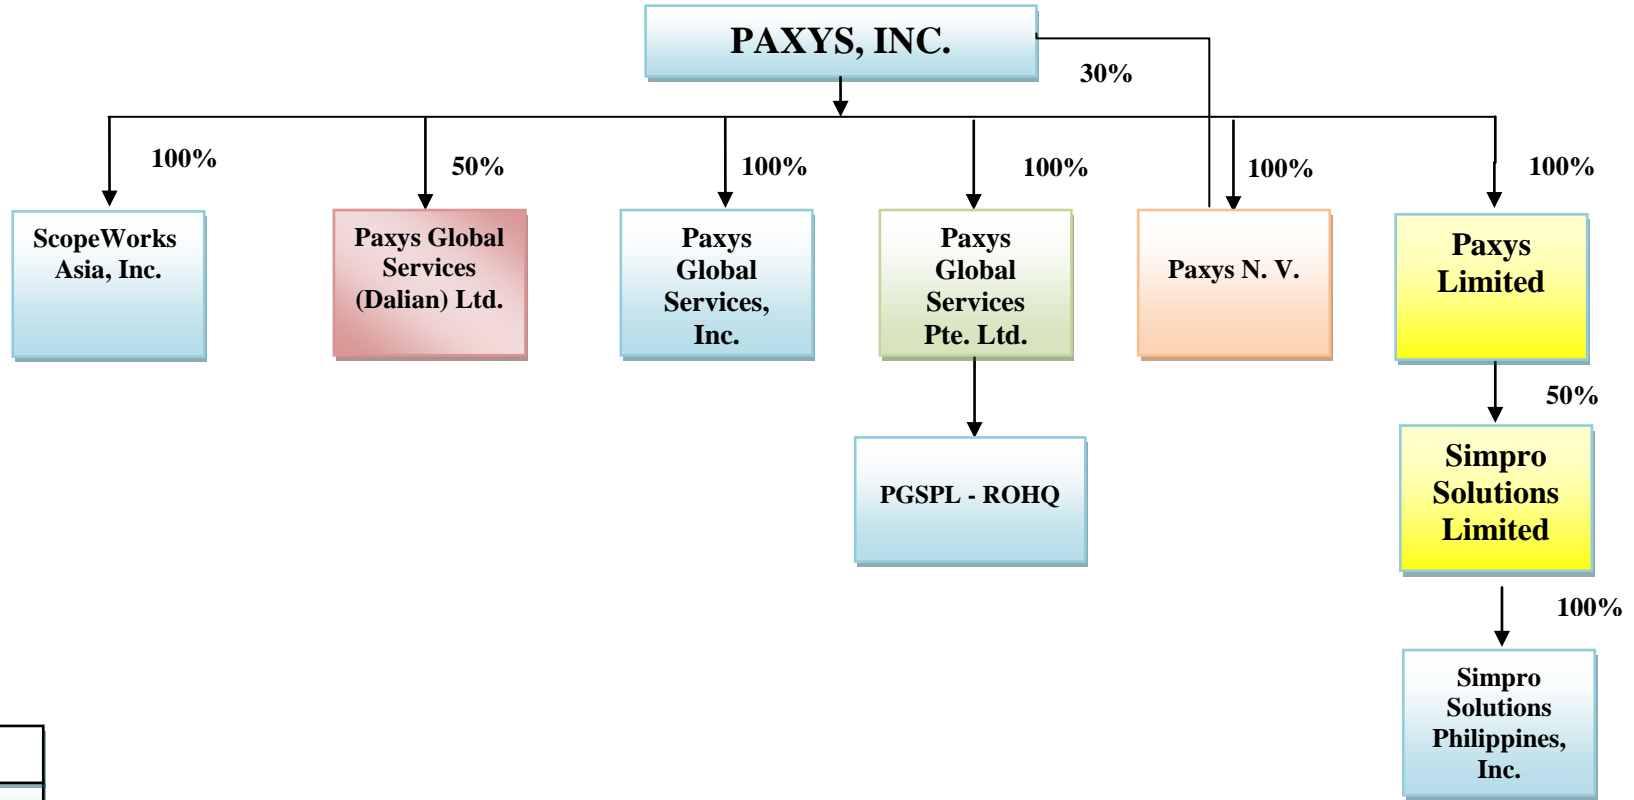 PAXYS, INC.
30%
100%
50%
100%
100%
100%
100%
ScopeWorks
Asia, Inc.
Paxys Global
Services
(Dalian) Ltd.
Paxys
Global
Services,
Inc.
Paxys
Global
Services
Pte. Ltd.
Paxys N. V.
Paxys
Limited
50%
PGSPL - ROHQ
Simpro
Solutions
Limited
100%
Simpro
Solutions
Philippines,
Inc.